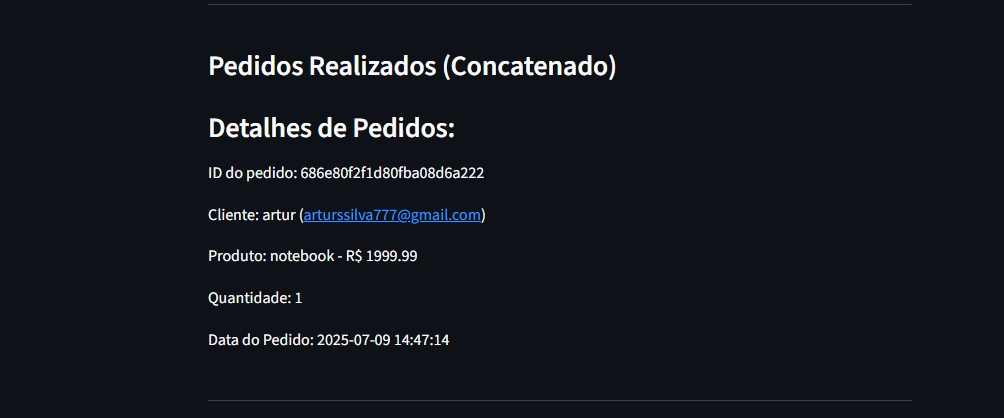 Pedidos Realizados (Concatenado)
Detalhes de Pedidos:
ID do pedido: 686e80f2f1d80fba08d6a222
Cliente: artur (arturssilva777@gmail.com)
Produto: notebook - R$ 1999.99
Quantidade: 1
Data do Pedido: 2025-07-09 14:47:14